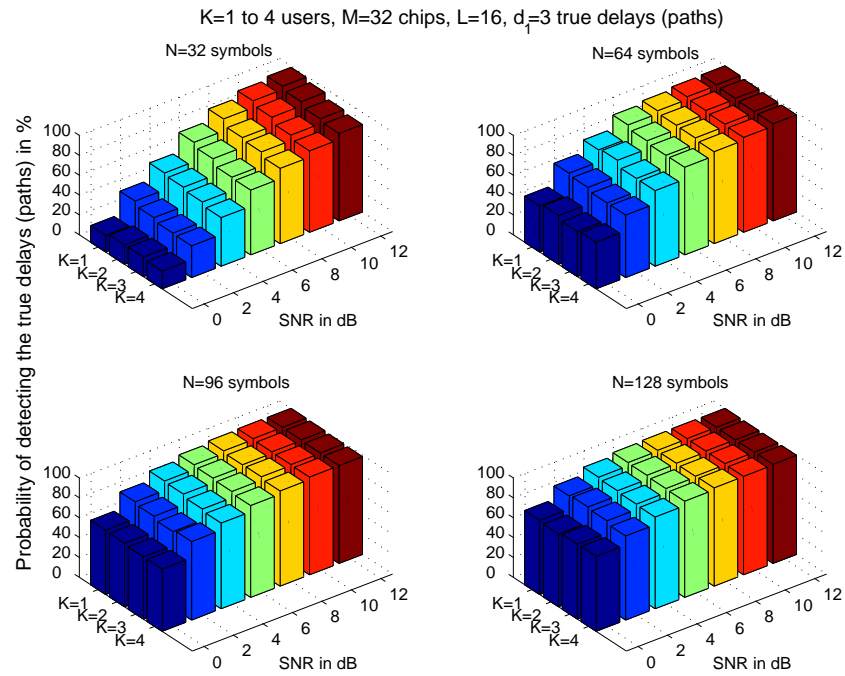 K=1 to 4 users, M=32 chips, L=16, d1=3 true delays (paths)
Probability of detecting the true delays (paths) in %
N=32 symbols
100
80
60
40
20
0
K=1
K=2
K=3
K=4
0
2
4
6
8
10
12
SNR in dB
N=64 symbols
100
80
60
40
20
0
K=1
K=2
K=3
K=4
0
2
4
6
8
10
12
SNR in dB
N=96 symbols
100
80
60
40
20
0
K=1
K=2
K=3
K=4
0
2
4
6
8
10
12
SNR in dB
N=128 symbols
100
80
60
40
20
0
K=1
K=2
K=3
K=4
0
2
4
6
8
10
12
SNR in dB